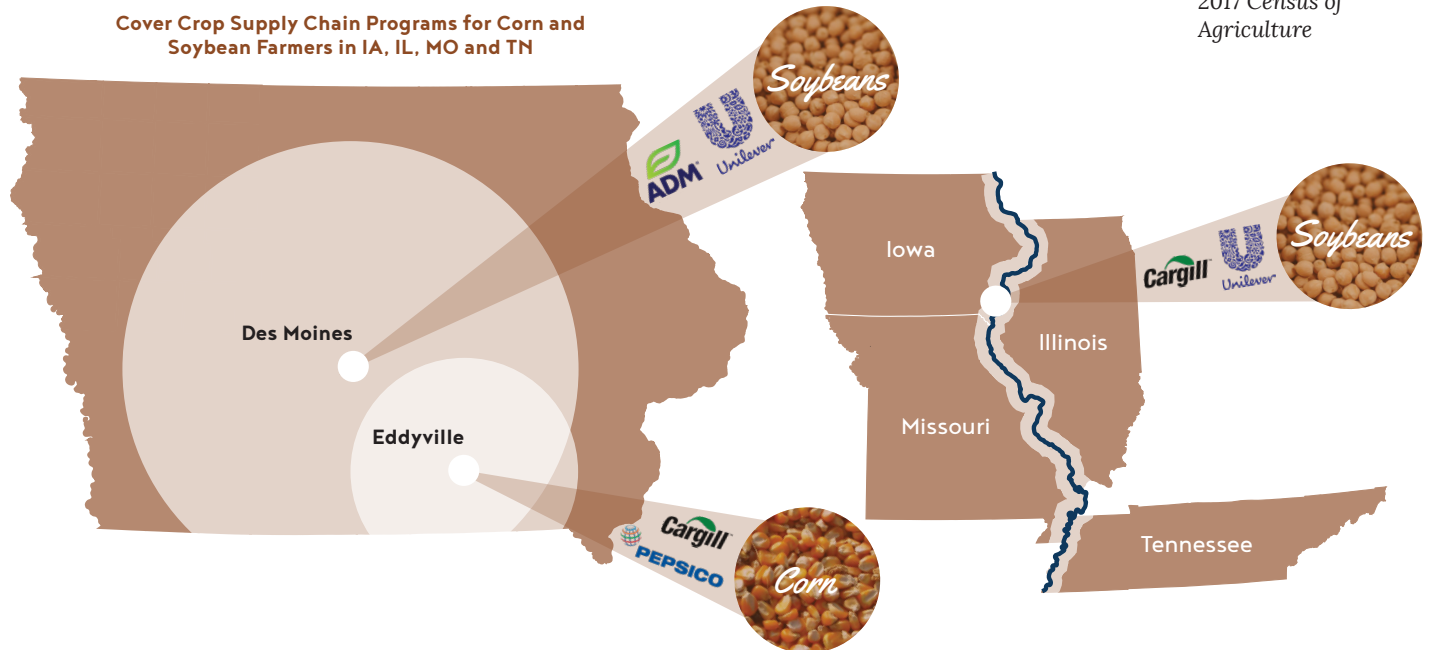 Cover Crop Supply Chain Programs for Corn and
Soybean Farmers in IA, IL, MO and TN
2017 Census of
Agriculture
Soybeans
Unilever
ADM
Des Moines
Eddyville
Cargill
PEPSICO
Corn
Iowa
Illinois
Missouri
Tennessee
Cargill
Unilever
Soybeans